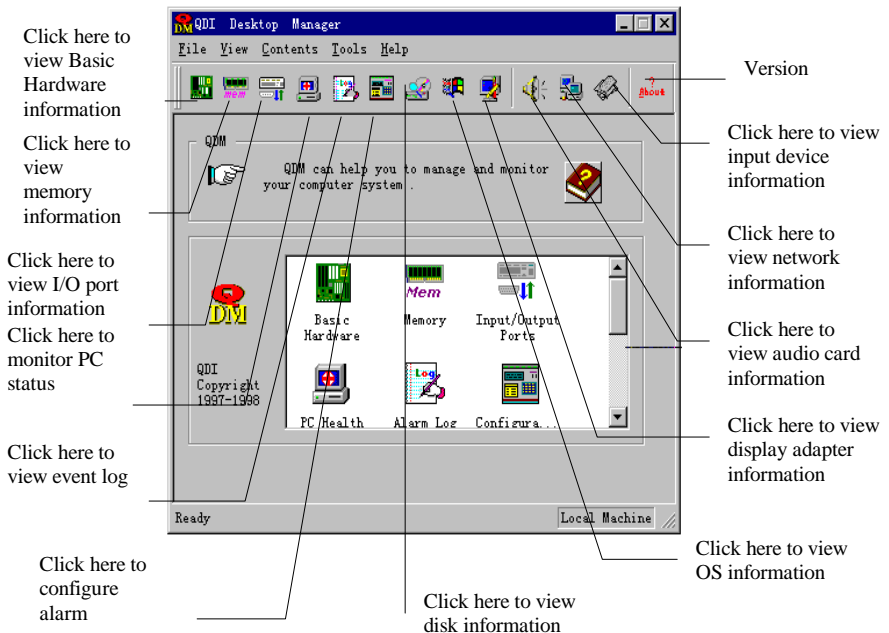 Click here to
view Basic
Hardware
information
Click here to
view
memory
information
Click here to
view I/O port
information
Click here to
monitor PC
status
Click here to
view event log
Click here to
configure
alarm
QDM
QDI Desktop Manager
File View Contents Tools Help
mem
?
About
QDM
QDM can help you to manage and monitor
your computer system .
?
Q
DM
QDI
Copyright
1997-1998
Mem
Log
Basic
Hardware
Memory
Input/Output
Ports
PC Health
Alarm Log
Configura...
Ready
Local Machine
Version
Click here to view
input device
information
Click here to
view network
information
Click here to
view audio card
information
Click here to view
display adapter
information
Click here to view
OS information
Click here to view
disk information